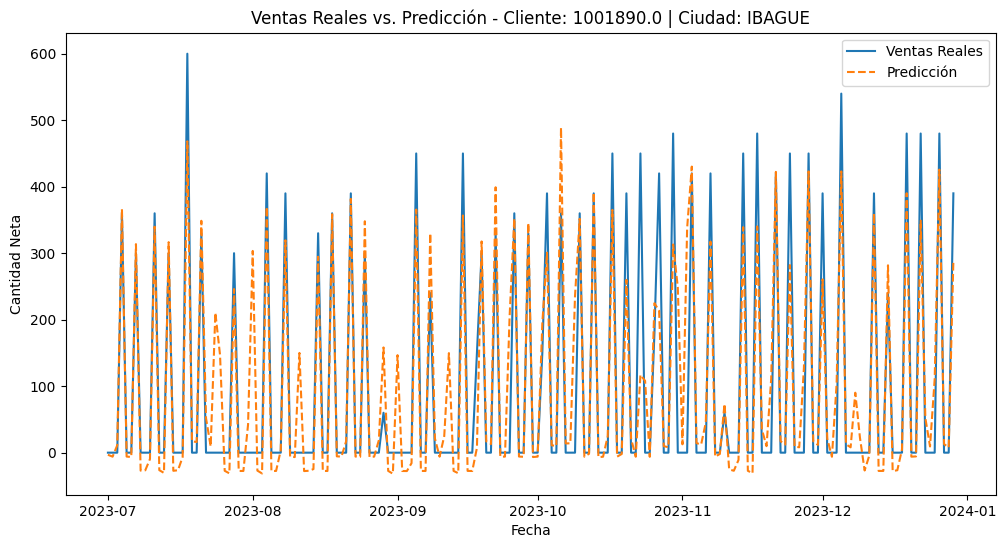 Ventas Reales vs. Predicción - Cliente: 1001890.0 | Ciudad: IBAGUE
Ventas Reales
Predicción
Cantidad Neta
600
500
400
300
200
100
0
2023-07
2023-08
2023-09
2023-10
2023-11
2023-12
2024-01
Fecha